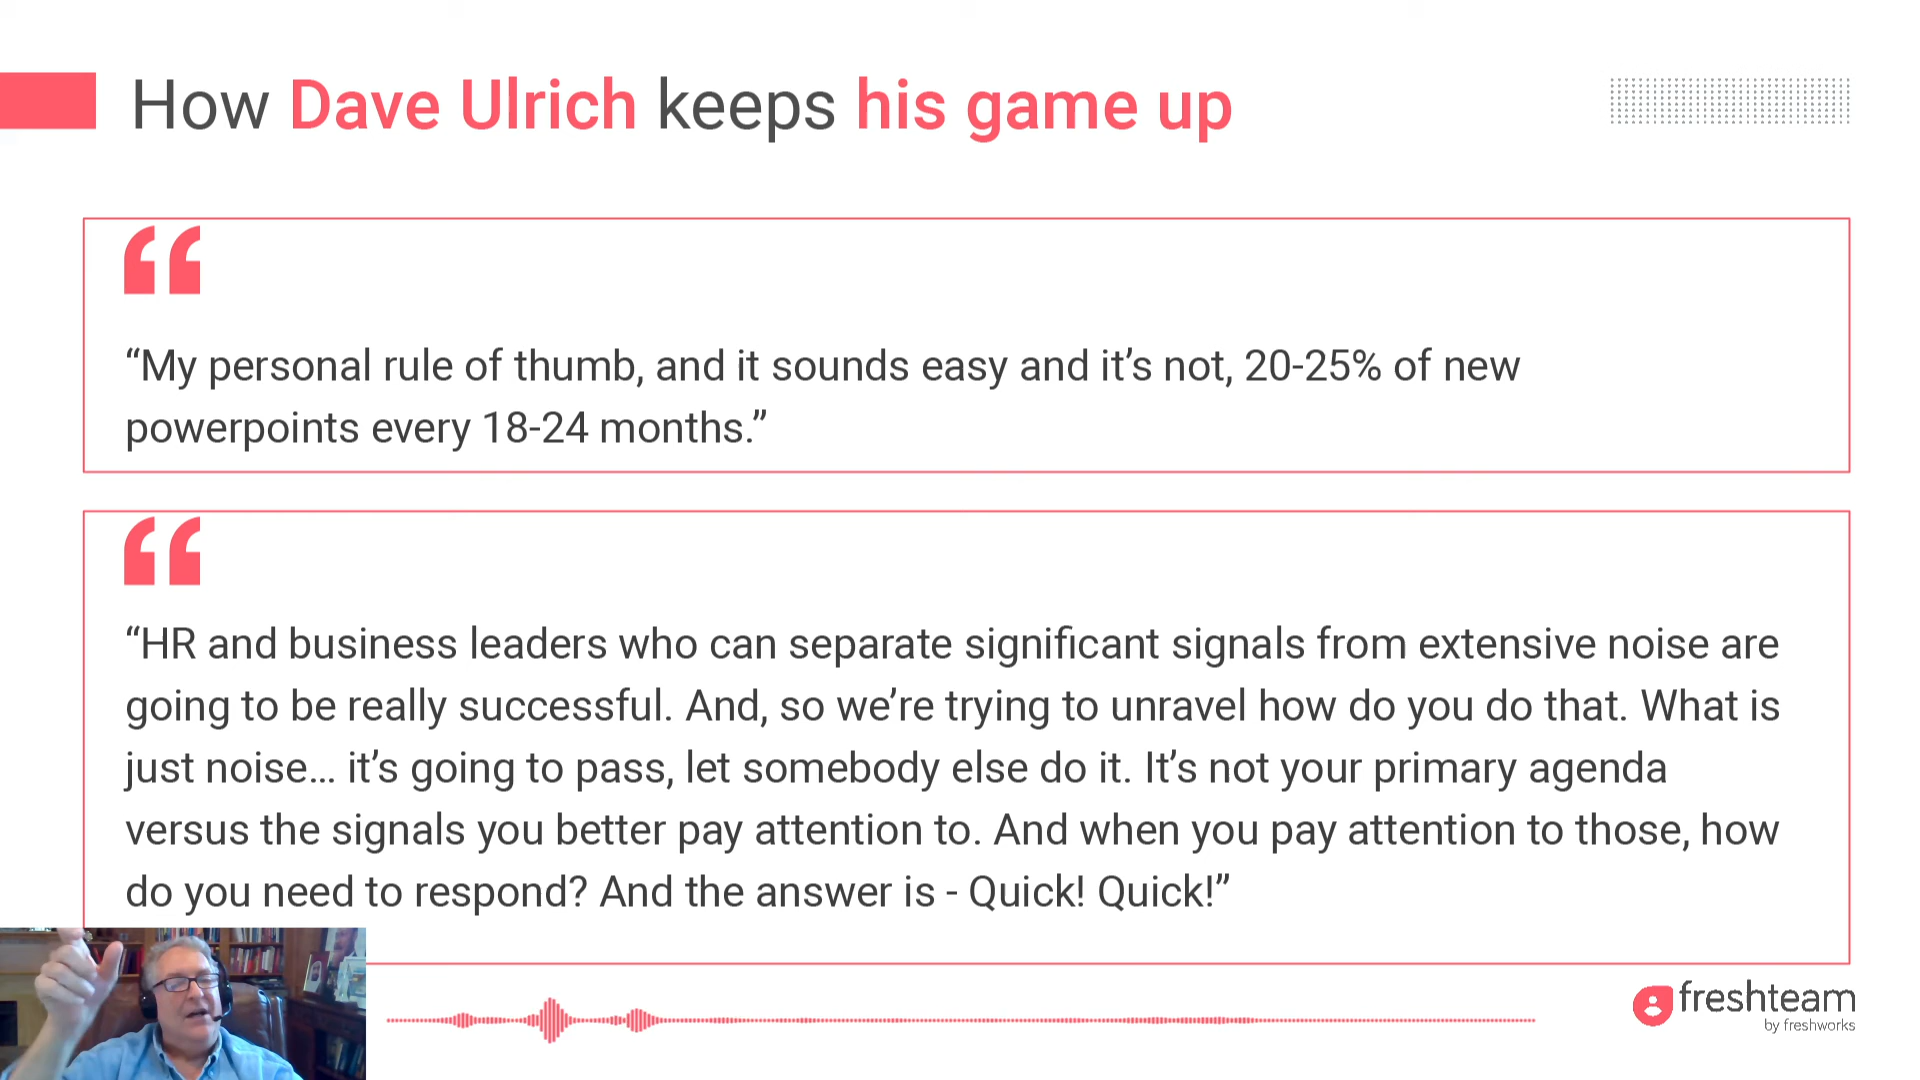 How Dave Ulrich keeps his game up
“My personal rule of thumb, and it sounds easy and it’s not, 20-25% of new
powerpoints every 18-24 months.”
“HR and business leaders who can separate significant signals from extensive noise are
going to be really successful. And, so we’re trying to unravel how do you do that. What is
just noise... it’s going to pass, let somebody else do it. It’s not your primary agenda
versus the signals you better pay attention to. And when you pay attention to those, how
do you need to respond? And the answer is - Quick! Quick!”
freshteam
by freshworks